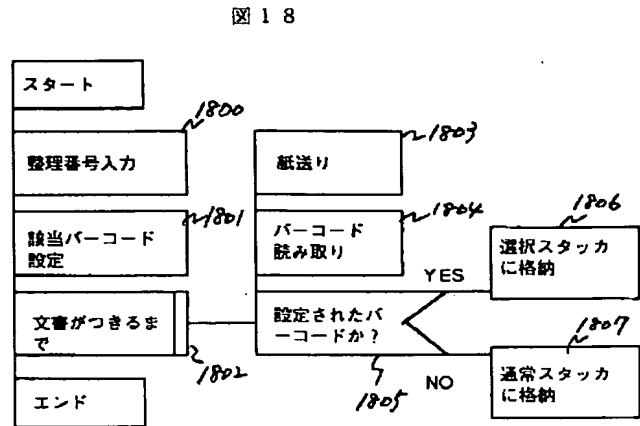 図18
スタート
1800
整理番号入力
1801
該当バーコード
設定
1802
文書がつきるま
で
エンド
1803
紙送り
1804
バーコード
読み取り
1805
設定されたバ
ーコードか?
YES
NO
1806
選択スタッカ
に格納
1807
通常スタッカ
に格納